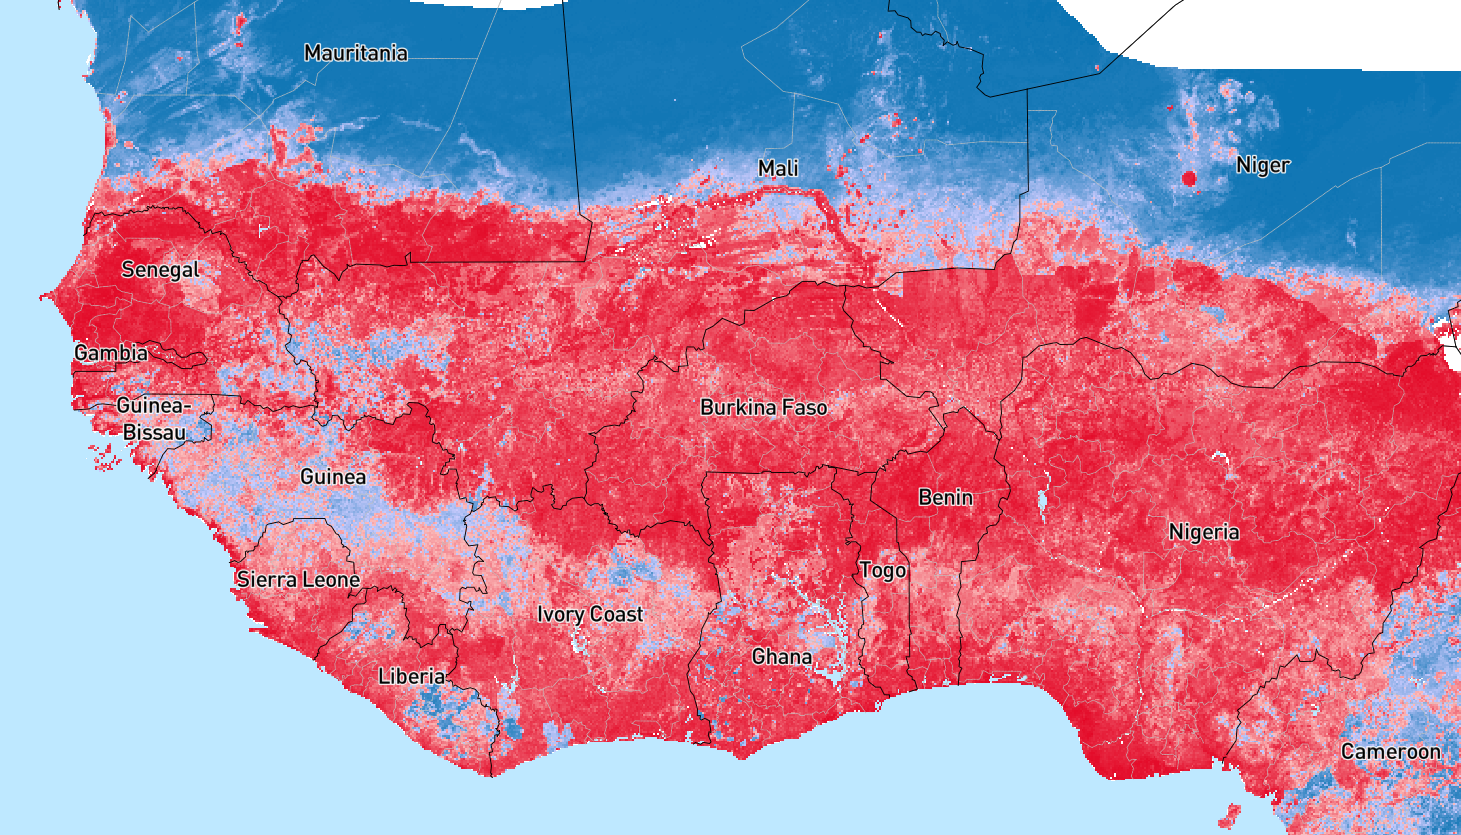 Mauritania
Mali
Niger
Senegal
Gambia
Guinea-
Bissau
Burkina Faso
Guinea
Benin
Nigeria
Sierra Leone
Togo
Ivory Coast
Ghana
Liberia
Cameroon